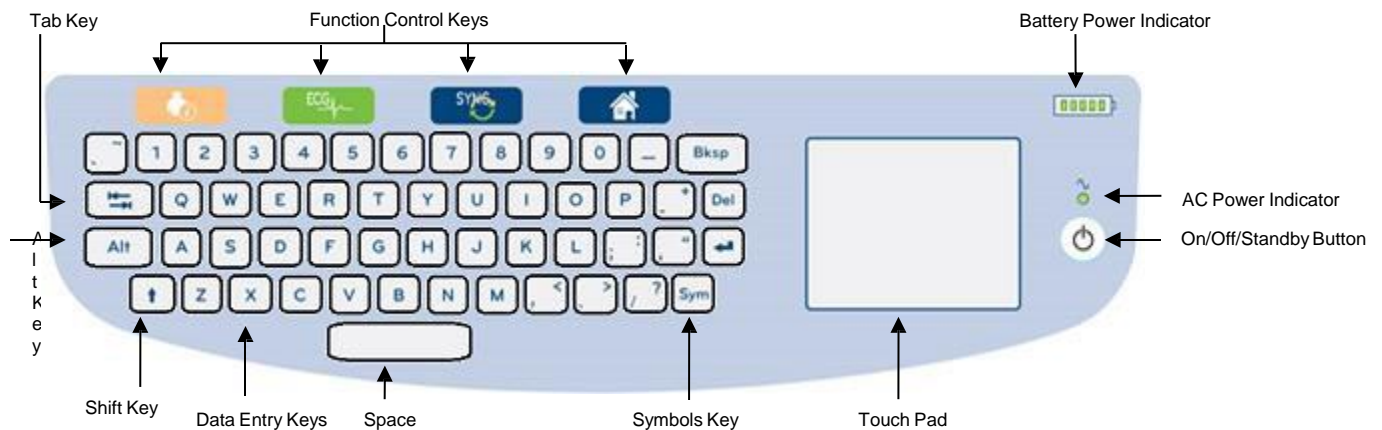 Tab Key Function Control Keys Battery Power Indicator
ECG SYNC
~ 1 2 3 4 5 6 7 8 9 0 _ Bksp
Q W E R T Y U I O P + Del
AC Power Indicator
Alt A S D F G H J K L ; : , " 
On/Off/Standby Button
Alt Key
Z X C V B N M , < . > / ? Sym
Shift Key Data Entry Keys Space Symbols Key Touch Pad